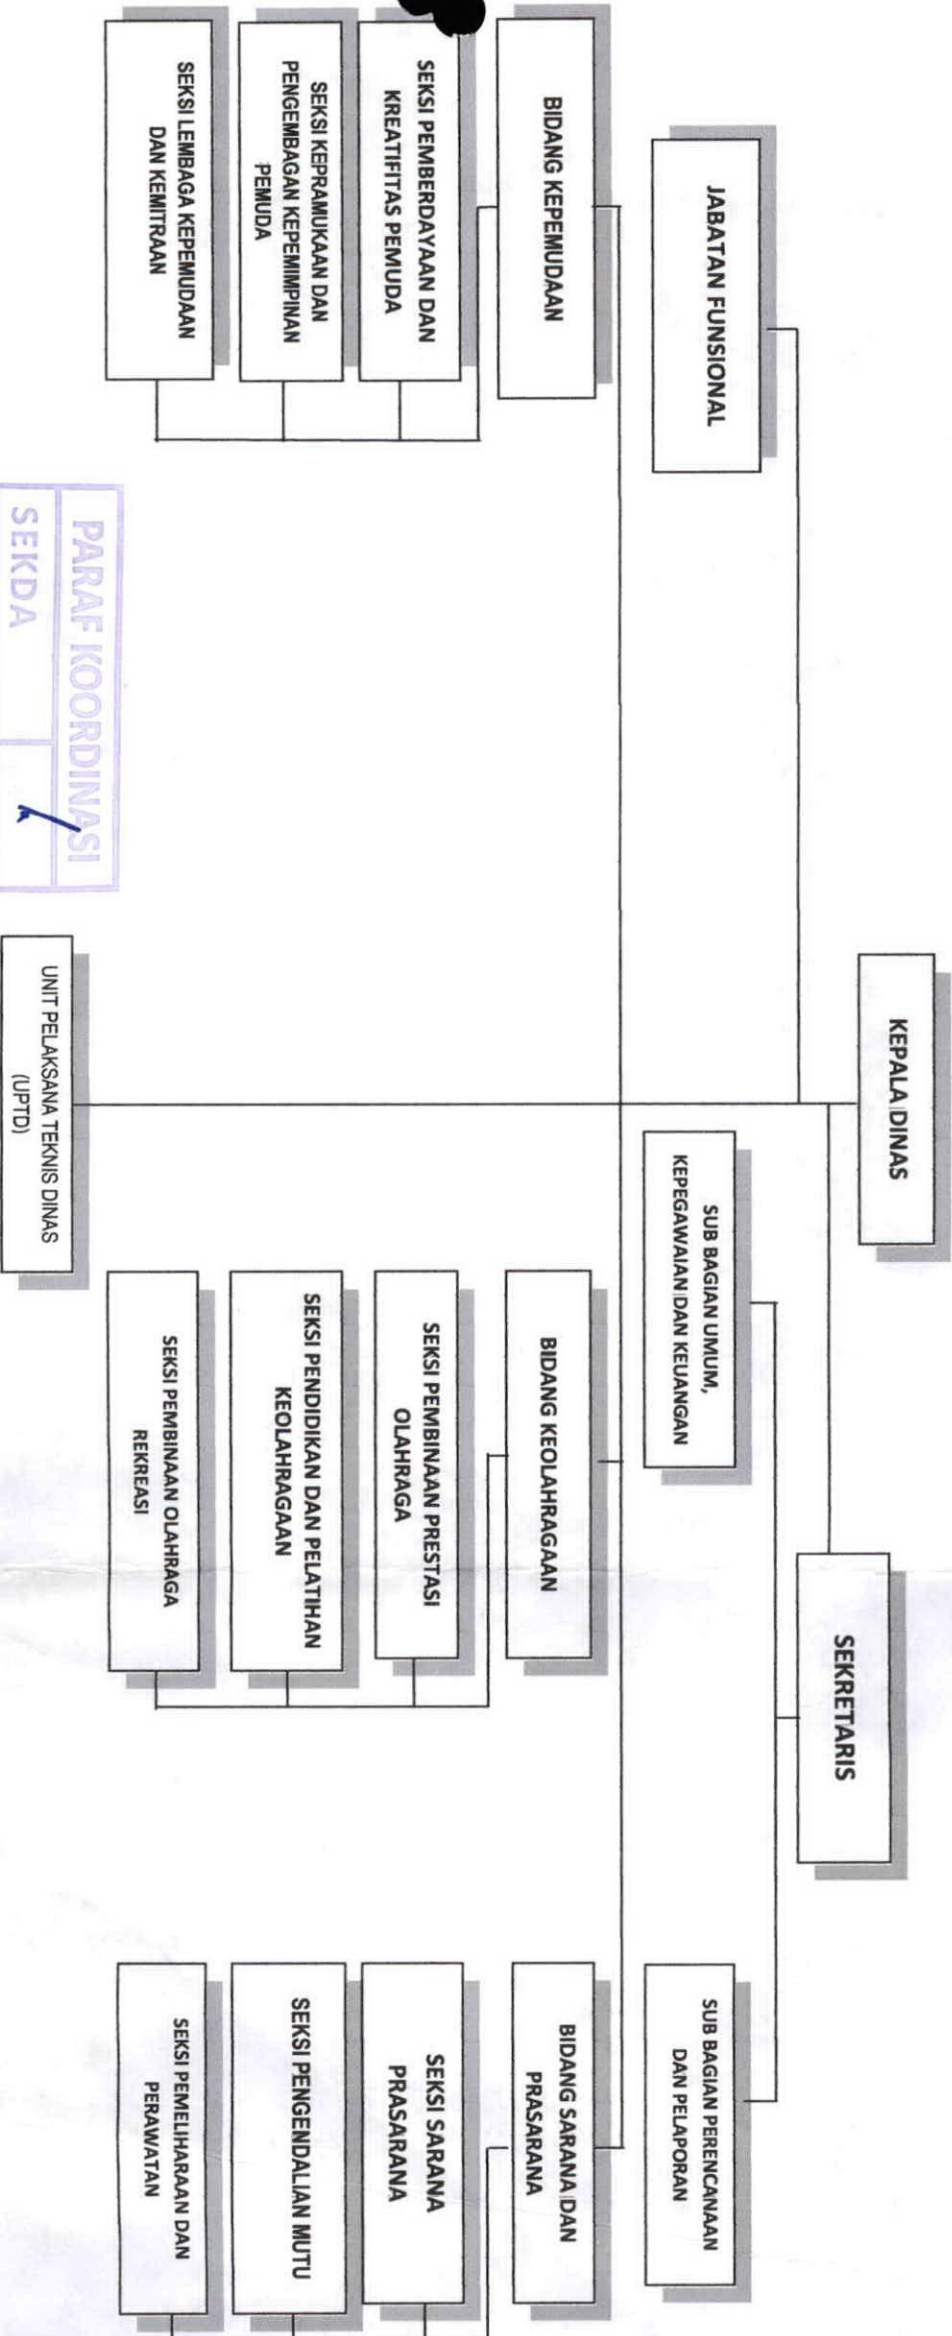 KEPALA DINAS
SEKRETARIS
JABATAN FUNSIONAL
SUB BAGIAN UMUM,
KEPEGAWAIAN DAN KEUANGAN
SUB BAGIAN PERENCANAAN
DAN PELAPORAN
BIDANG KEPEMUDAAN
SEKSI PEMBERDAYAAN DAN
KREATIFITAS PEMUDA
SEKSI KEPRAMUKAAN DAN
PENGEMBAGAN KEPEMIMPINAN
PEMUDA
SEKSI LEMBAGA KEPEMUDAAN
DAN KEMITRAAN
BIDANG KEOLAHRAGAAN
SEKSI PEMBINAAN PRESTASI
OLAHRAGA
SEKSI PENDIDIKAN DAN PELATIHAN
KEOLAHRAGAAN
SEKSI PEMBINAAN OLAHRAGA
REKREASI
BIDANG SARANA DAN
PRASARANA
SEKSI SARANA
PRASARANA
SEKSI PENGENDALIAN MUTU
SEKSI PEMELIHARAAN DAN
PERAWATAN
UNIT PELAKSANA TEKNIS DINAS
(UPTD)
PARAF KOORDINASI
SEKDA